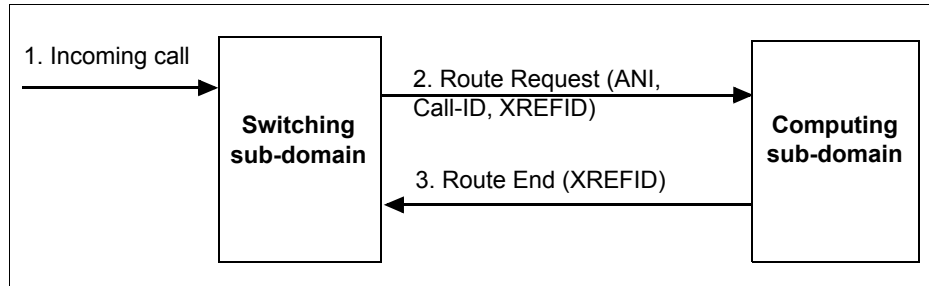 1. Incoming call
Switching
sub-domain
2. Route Request (ANI,
Call-ID, XREFID)
3. Route End (XREFID)
Computing
sub-domain